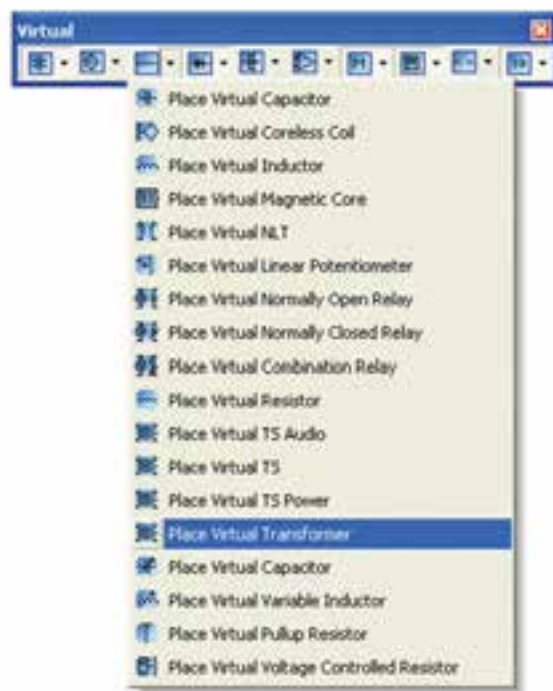 Virtual
Place Virtual Capacitor
Place Virtual Coreless Coil
Place Virtual Inductor
Place Virtual Magnetic Core
Place Virtual NLT
Place Virtual Linear Potentiometer
Place Virtual Normally Open Relay
Place Virtual Normally Closed Relay
Place Virtual Combination Relay
Place Virtual Resistor
Place Virtual TS Audio
Place Virtual TS
Place Virtual TS Power
Place Virtual Transformer
Place Virtual Capacitor
Place Virtual Variable Inductor
Place Virtual Pullup Resistor
Place Virtual Voltage Controlled Resistor